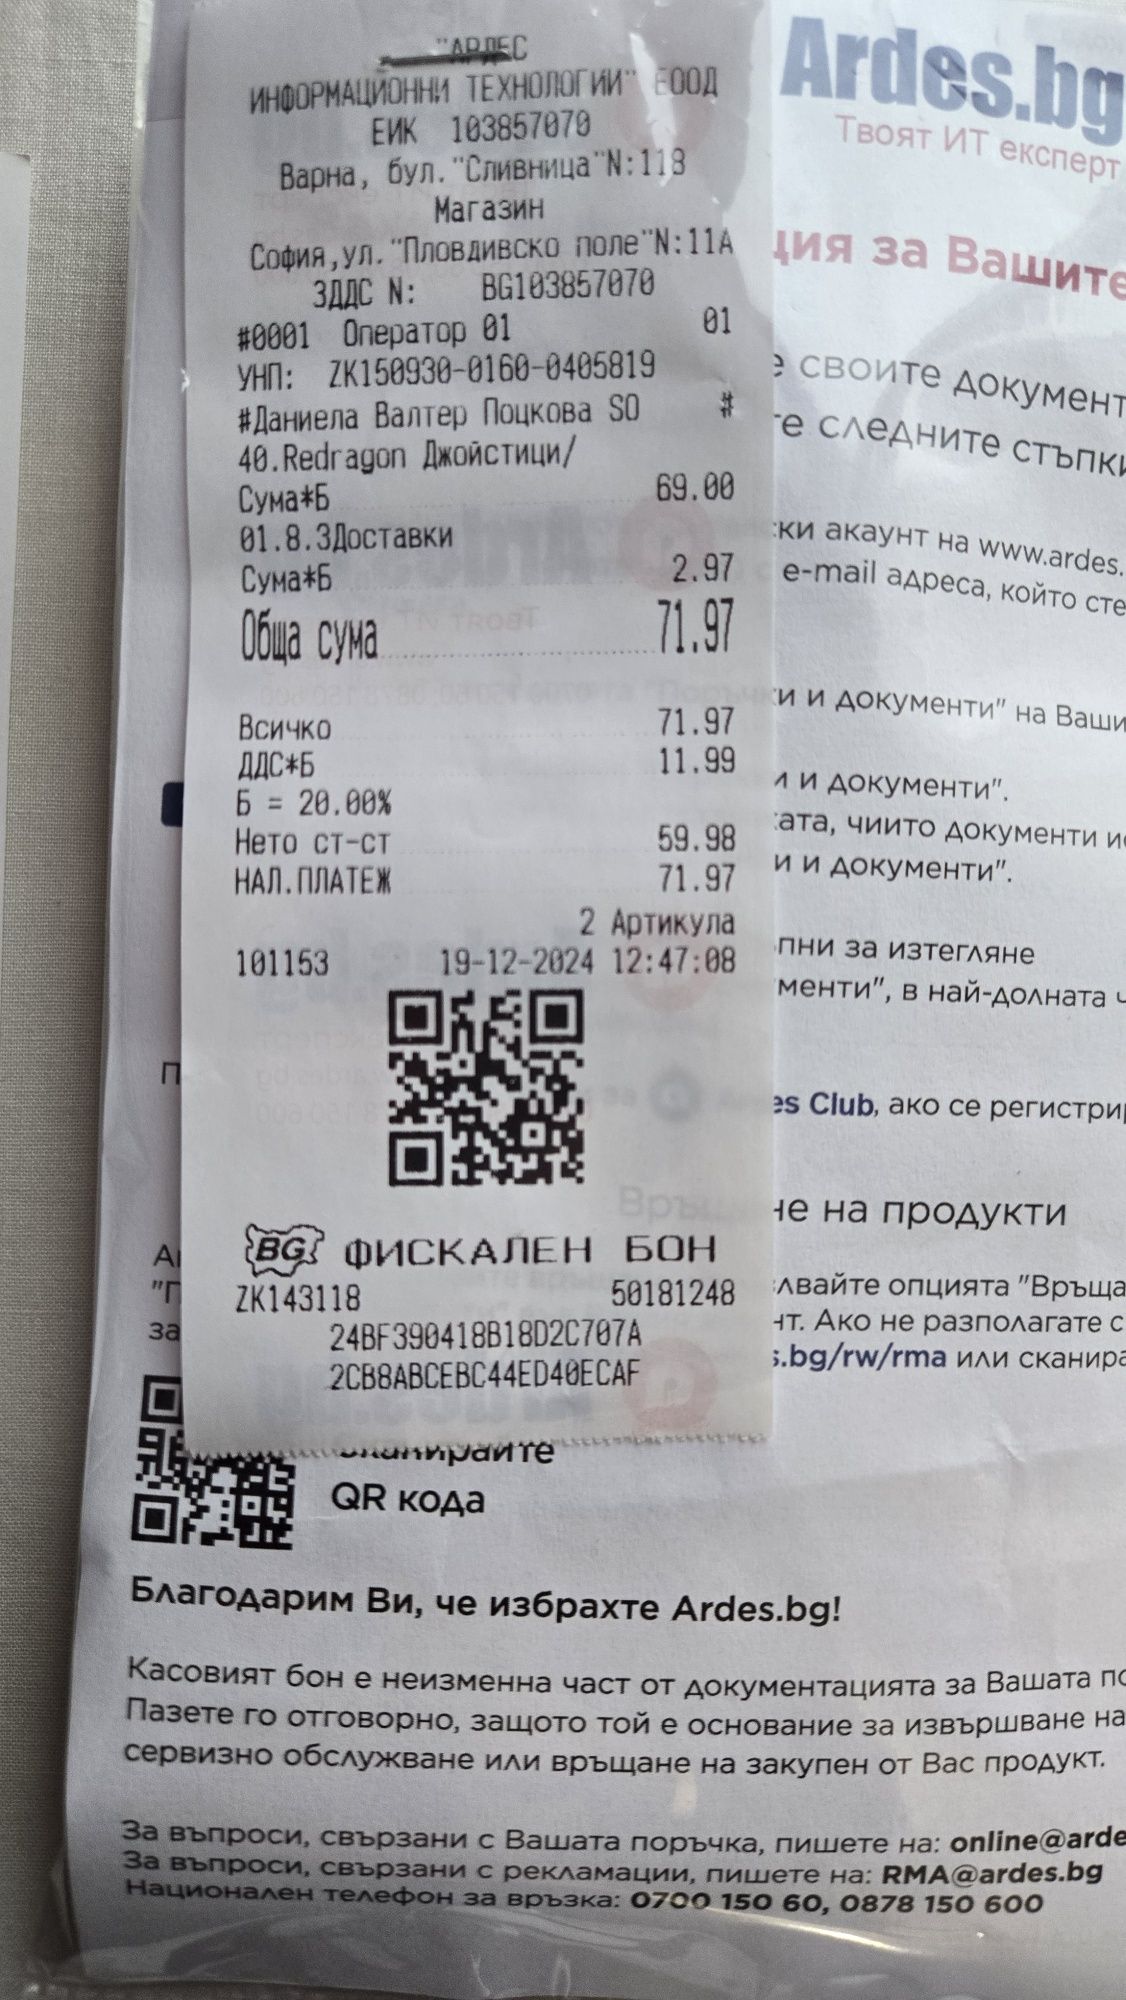 "АРДЕС
ИНФОРМАЦИОННИ ТЕХНОЛОГИИ" ЕООД
ЕИК 103857070
Варна, бул."Сливница"N:118
Магазин
София,ул."Пловдивско поле"N:11А
ЗДДС N: BG103857070
#0001 Оператор 01 01
УНП: ZK150930-0160-0405819
#Даниела Валтер Поцкова SO #
40.Redragon Джойстици/
Сума*Б 69.00
01.8.3Доставки
Сума*Б 2.97
Обща сума 71.97
Всичко 71.97
ДДС*Б 11.99
Б = 20.00%
Нето ст-ст 59.98
НАЛ.ПЛАТЕЖ 71.97
2 Артикула
101153 19-12-2024 12:47:08
BG ФИСКАЛЕН БОН
ZK143118 50181248
24BF390418B18D2C707A
2CB8ABCEBC44ED40ECAF
Ardes.bg
Твоят ИТ експерт
ция за Вашите
е своите документ
те следните стъпки
ски акаунт на www.ardes.
e-mail адреса, който сте
и и документи" на Ваши
и и документи".
ката, чиито документи
и и документи".
пни за изтегляне
менти", в най-долната ч
es Club, ако се регистрир
не на продукти
лвайте опцията "Връща
нт. Ако не разполагате с
s.bg/rw/rma или сканира
Сканирайте
QR кода
Благодарим Ви, че избрахте Ardes.bg!
Касовият бон е неизменна част от документацията за Вашата по
Пазете го отговорно, защото той е основание за извършване на
сервизно обслужване или връщане на закупен от Вас продукт.
За въпроси, свързани с Вашата поръчка, пишете на: online@arde
За въпроси, свързани с рекламации, пишете на: RMA@ardes.bg
Национален телефон за връзка: 0700 150 60, 0878 150 600